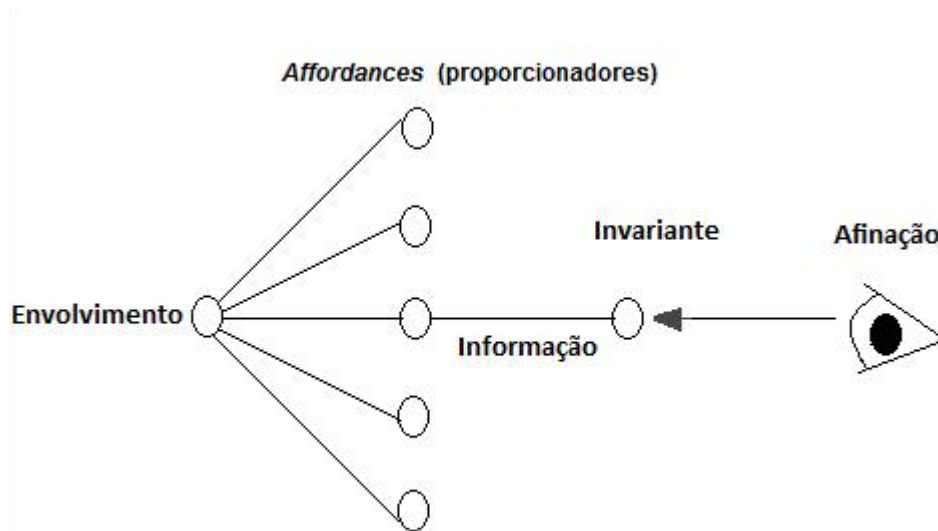 Affordances (proporcionadores)
Invariante
Afinação
Envolvimento
Informação